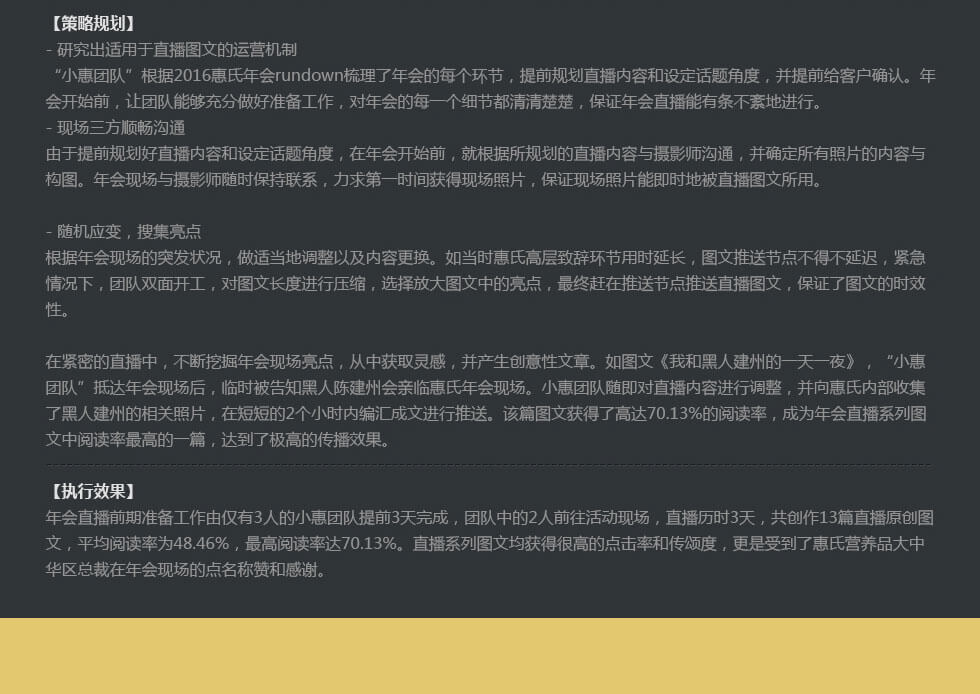 【策略规划】
- 研究出适用于直播图文的运营机制
“小惠团队”根据2016惠氏年会rundown梳理了年会的每个环节，提前规划直播内容和设定话题角度，并提前给客户确认。年
会开始前，让团队能够充分做好准备工作，对年会的每一个细节都清清楚楚，保证年会直播能有条不紊地进行。
- 现场三方顺畅沟通
由于提前规划好直播内容和设定话题角度，在年会开始前，就根据所规划的直播内容与摄影师沟通，并确定所有照片的内容与
构图。年会现场与摄影师随时保持联系，力求第一时间获得现场照片，保证现场照片能即时地被直播图文所用。
- 随机应变，搜集亮点
根据年会现场的突发状况，做适当地调整以及内容更换。如当时惠氏高层致辞环节用时延长，图文推送节点不得不延迟，紧急
情况下，团队双面开工，对图文长度进行压缩，选择放大图文中的亮点，最终赶在推送节点推送直播图文，保证了图文的时效
性。
在紧密的直播中，不断挖掘年会现场亮点，从中获取灵感，并产生创意性文章。如图文《我和黑人建州的一天一夜》，“小惠
团队”抵达年会现场后，临时被告知黑人陈建州会亲临惠氏年会现场。小惠团队随即对直播内容进行调整，并向惠氏内部收集
了黑人建州的相关照片，在短短的2个小时内编汇成文进行推送。该篇图文获得了高达70.13%的阅读率，成为年会直播系列图
文中阅读率最高的一篇，达到了极高的传播效果。
【执行效果】
年会直播前期准备工作由仅有3人的小惠团队提前3天完成，团队中的2人前往活动现场，直播历时3天，共创作13篇直播原创图
文，平均阅读率为48.46%，最高阅读率达70.13%。直播系列图文均获得很高的点击率和传颂度，更是受到了惠氏营养品大中
华区总裁在年会现场的点名称赞和感谢。